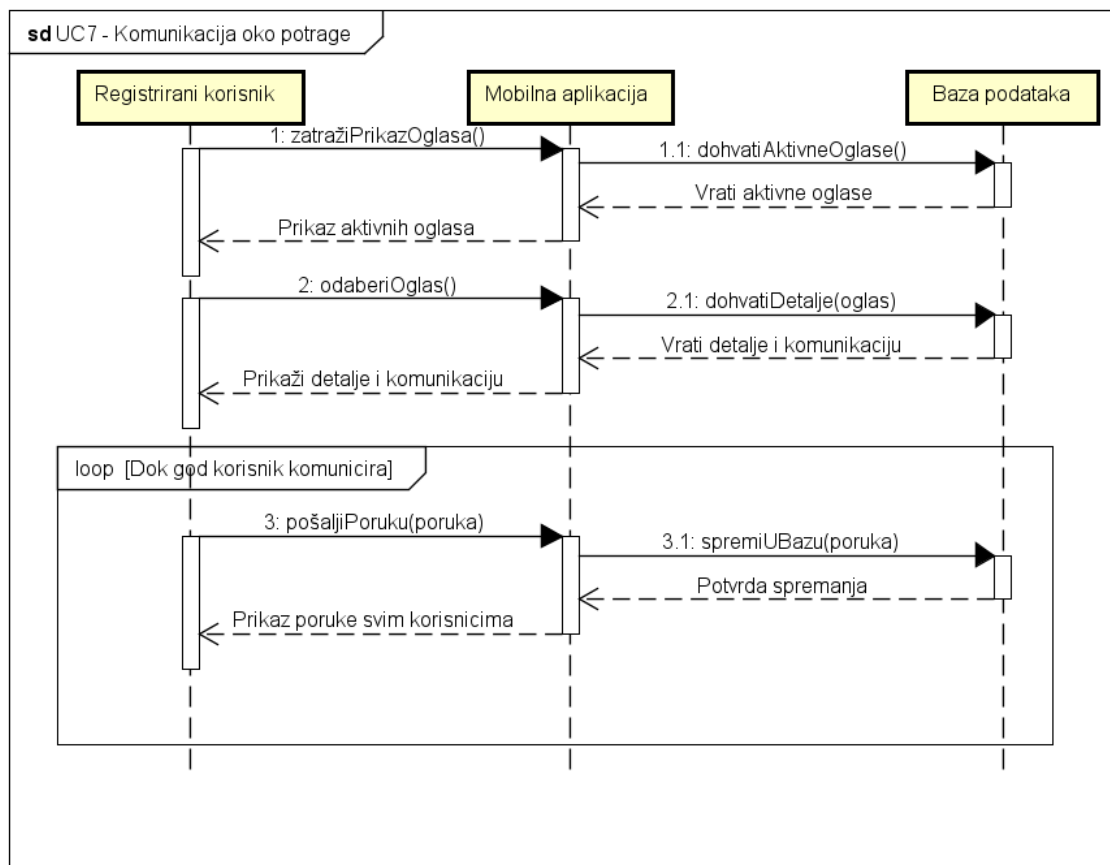 sd UC7 - Komunikacija oko potrage
Registrirani korisnik
Mobilna aplikacija
Baza podataka
1: zatražiPrikazOglasa()
1.1: dohvatiAktivneOglase()
Vrati aktivne oglase
Prikaz aktivnih oglasa
2: odaberiOglas()
2.1: dohvatiDetalje(oglas)
Vrati detalje i komunikaciju
Prikaži detalje i komunikaciju
loop [Dok god korisnik komunicira]
3: pošaljiPoruku(poruka)
3.1: spremiUBazu(poruka)
Potvrda spremanja
Prikaz poruke svim korisnicima